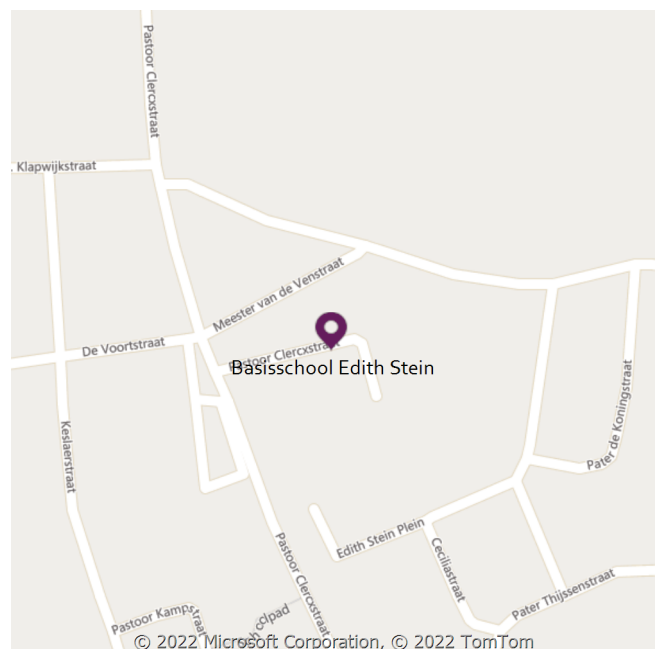 Pastoor Clercxstraat
. Klapwijkstraat
Meester van de Venstraat
De Voortstraat
Pastoor Clercxstraat
Basisschool Edith Stein
Pater de Koningstraat
Keslaerstraat
Edith Stein Plein
Pastoor Clercxstraat
Ceciliastraat
Pater Thijssenstraat
Pastoor Kampstraat
© 2022 Microsoft Corporation, © 2022 TomTom